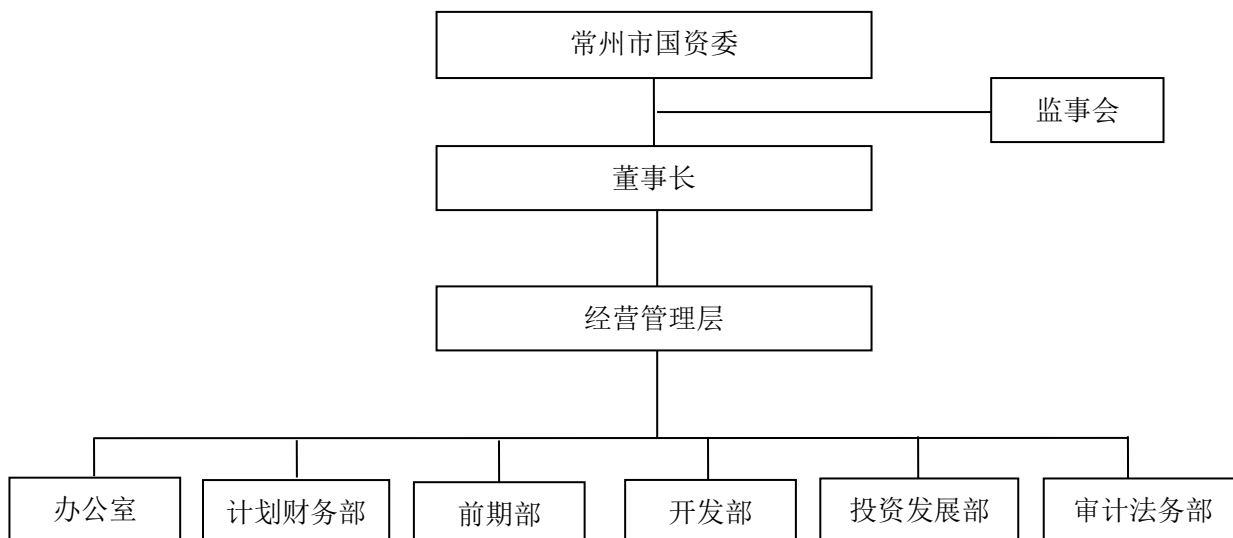 常州市国资委
监事会
董事长
经营管理层
办公室
计划财务部
前期部
开发部
投资发展部
审计法务部